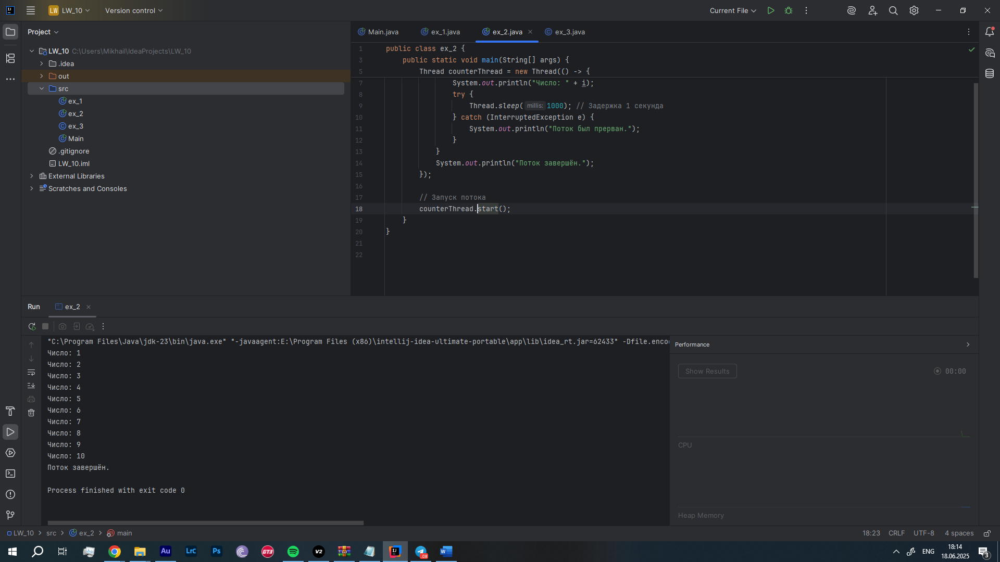 LW LW_10 Version control Current File
Project
LW_10 C:\Users\Mikhail\IdeaProjects\LW_10
.idea
out
src
ex_1
ex_2
ex_3
Main
.gitignore
LW_10.iml
External Libraries
Scratches and Consoles
Main.java ex_1.java ex_2.java ex_3.java
1 public class ex_2 {
3 public static void main(String[] args) {
5 Thread counterThread = new Thread(() -> {
7 System.out.println("Число: " + i);
8 try {
9 Thread.sleep( millis: 1000); // Задержка 1 секунда
10 } catch (InterruptedException e) {
11 System.out.println("Поток был прерван.");
12 }
13 }
14 System.out.println("Поток завершён.");
15 });
16
17 // Запуск потока
18 counterThread.start();
19 }
20 }
21
22
Run ex_2
"C:\Program Files\Java\jdk-23\bin\java.exe" "-javaagent:E:\Program Files (x86)\intellij-idea-ultimate-portable\app\lib\idea_rt.jar=62433" -Dfile.enco
Число: 1
Число: 2
Число: 3
Число: 4
Число: 5
Число: 6
Число: 7
Число: 8
Число: 9
Число: 10
Поток завершён.
Process finished with exit code 0
Performance
Show Results 00:00
CPU
Heap Memory
LW_10 src ex_2 main
18:23 CRLF UTF-8 4 spaces
Au LrC Ps GT3 V2 IJ .08 W
ENG
18:14
18.06.2025
3